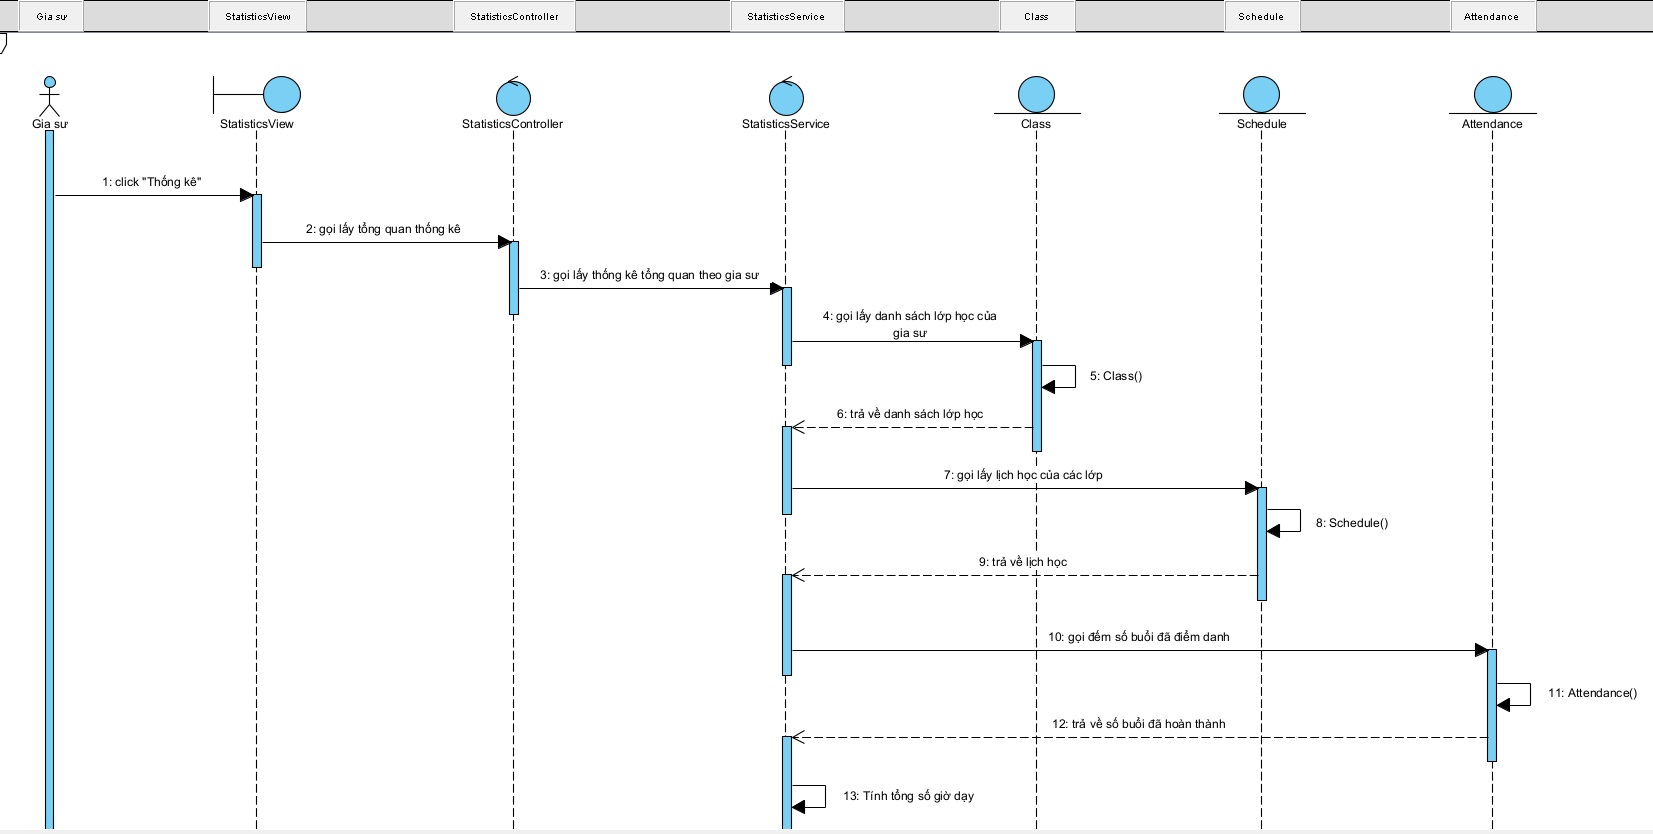 Gia sư
StatisticsView
StatisticsController
StatisticsService
Class
Schedule
Attendance
Gia sư
StatisticsView
StatisticsController
StatisticsService
Class
Schedule
Attendance
1: click "Thống kê"
2: gọi lấy tổng quan thống kê
3: gọi lấy thống kê tổng quan theo gia sư
4: gọi lấy danh sách lớp học của
gia sư
5: Class()
6: trả về danh sách lớp học
7: gọi lấy lịch học của các lớp
8: Schedule()
9: trả về lịch học
10: gọi đếm số buổi đã điểm danh
11: Attendance()
12: trả về số buổi đã hoàn thành
13: Tính tổng số giờ dạy